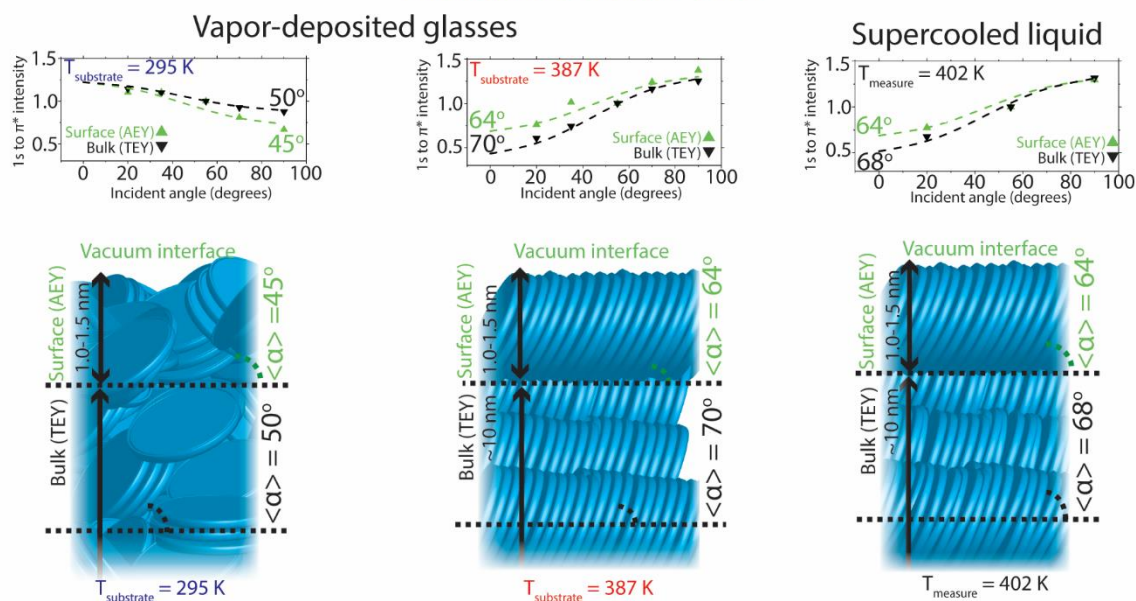 Vapor-deposited glasses
Supercooled liquid
1s to π* intensity
1.5
1.0
0.5
T substrate = 295 K
50°
45°
Surface (AEY)
Bulk (TEY)
0 20 40 60 80 100
Incident angle (degrees)
1s to π* intensity
1.5
1.0
0.5
T substrate = 387 K
64°
70°
Surface (AEY)
Bulk (TEY)
0 20 40 60 80 100
Incident angle (degrees)
1s to π* intensity
1.5
1.0
0.5
T measure = 402 K
64°
68°
Surface (AEY)
Bulk (TEY)
0 20 40 60 80 100
Incident angle (degrees)
Vacuum interface
Surface (AEY)
1.0-1.5 nm
<α> =45°
Bulk (TEY)
<α> = 50°
T substrate = 295 K
Vacuum interface
Surface (AEY)
1.0-1.5 nm
<α> = 64°
Bulk (TEY)
~10 nm
<α> = 70°
T substrate = 387 K
Vacuum interface
Surface (AEY)
1.0-1.5 nm
<α> = 64°
Bulk (TEY)
~10 nm
<α> = 68°
T measure = 402 K